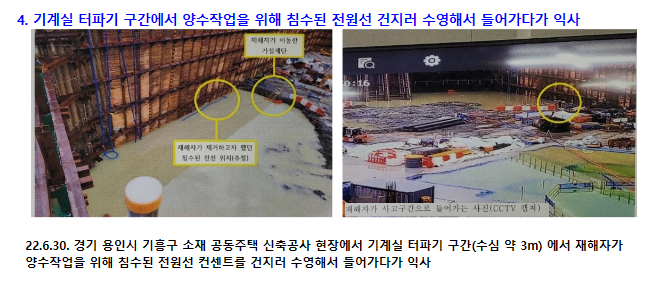 4. 기계실 터파기 구간에서 양수작업을 위해 침수된 전원선 건지러 수영해서 들어가다가 익사
재해자가 이동한
가설계단
재해자가 제거하고자 했던
침수된 전선 위치(추정)
0:16
재해자가 사고구간으로 들어가는 사진(CCTV 캡처)
22.6.30. 경기 용인시 기흥구 소재 공동주택 신축공사 현장에서 기계실 터파기 구간(수심 약 3m) 에서 재해자가
양수작업을 위해 침수된 전원선 컨센트를 건지러 수영해서 들어가다가 익사